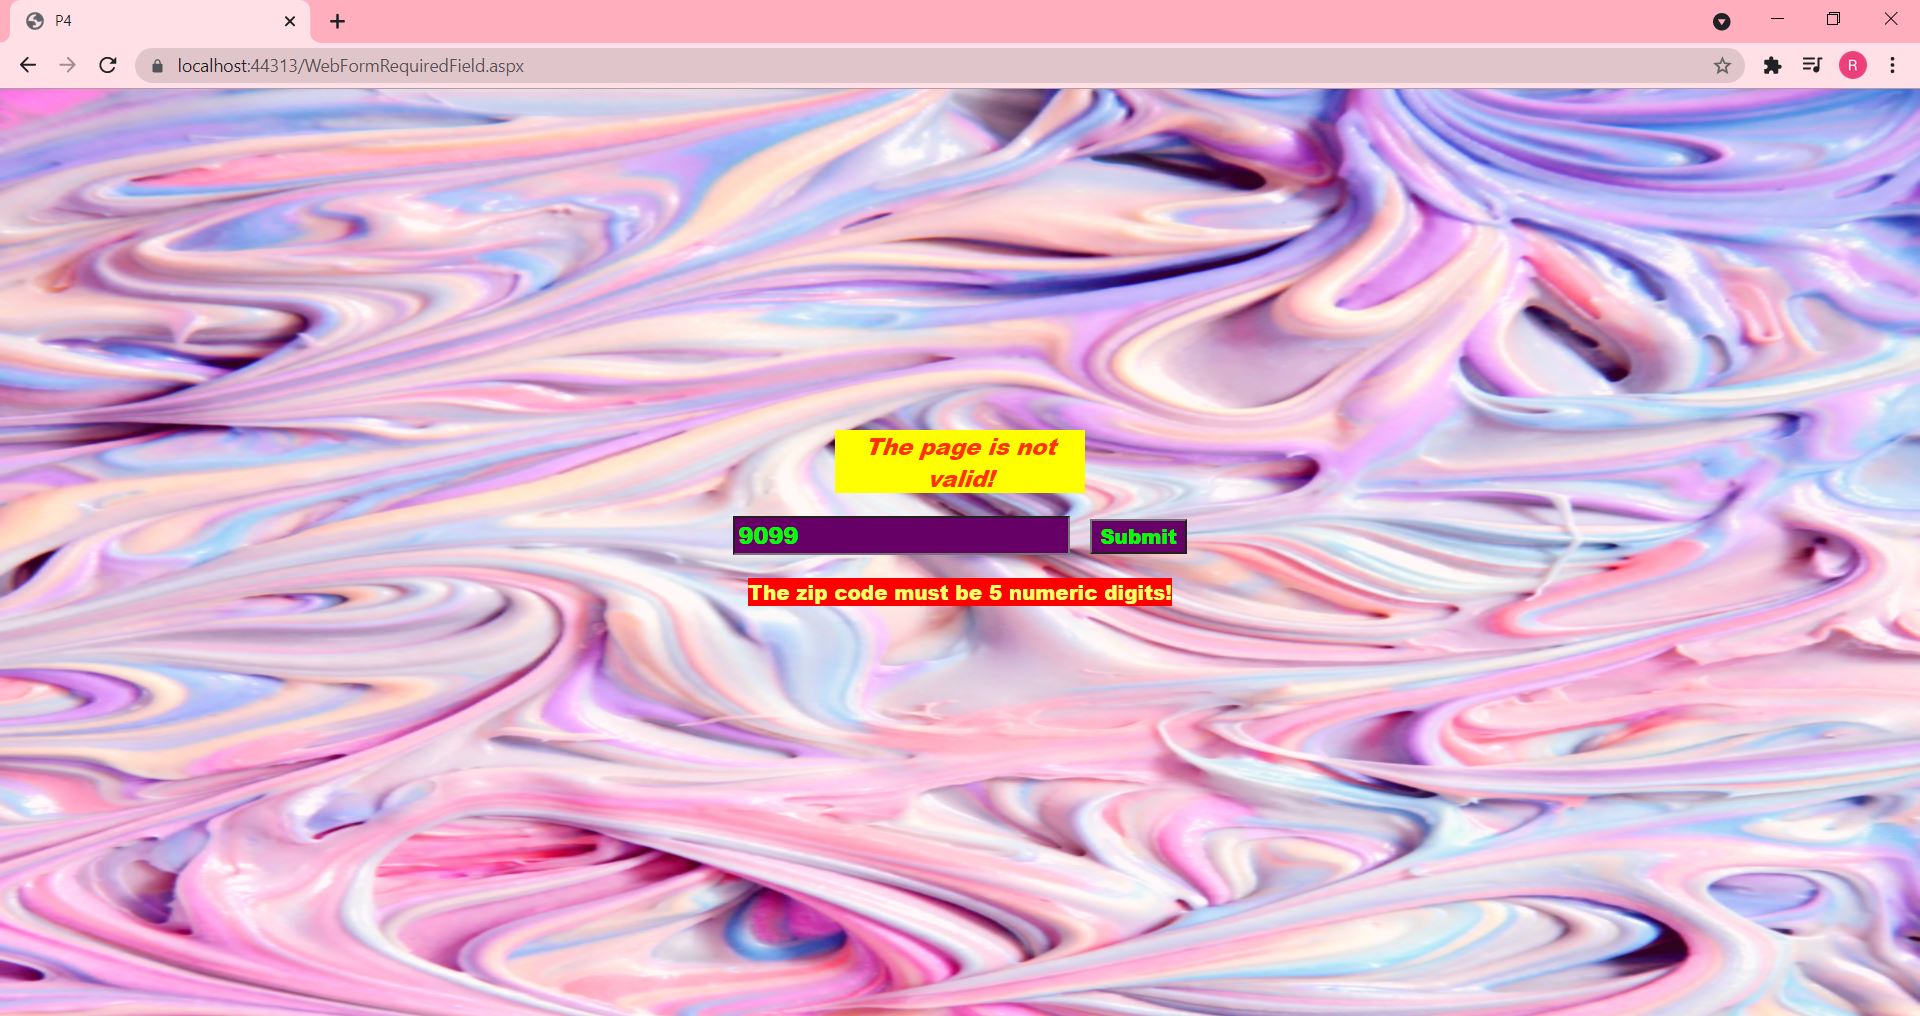 P4
localhost:44313/WebFormRequiredField.aspx
R
The page is not
valid!
9099
Submit
The zip code must be 5 numeric digits!